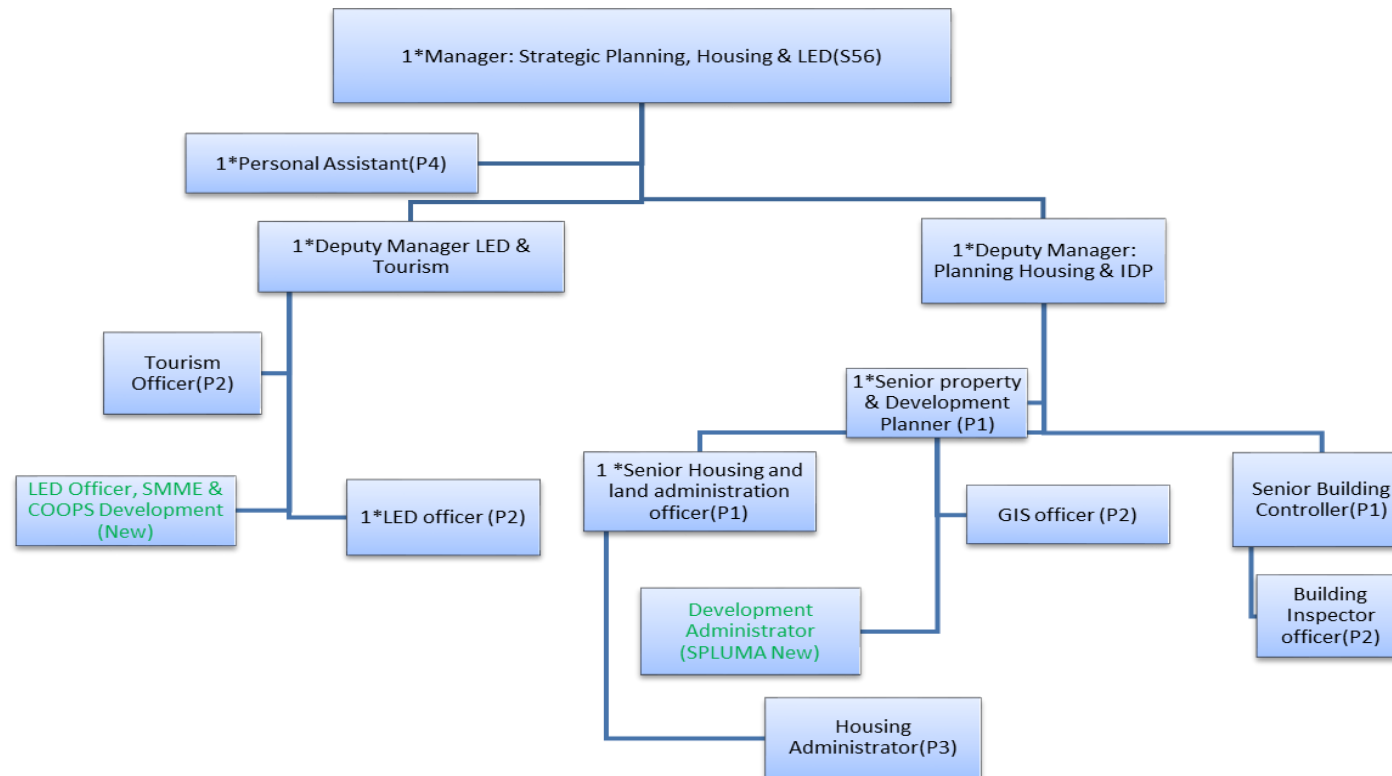 1*Manager: Strategic Planning, Housing & LED(S56)
1*Personal Assistant(P4)
1*Deputy Manager LED &
Tourism
1*Deputy Manager:
Planning Housing & IDP
Tourism
Officer(P2)
1*Senior property
& Development
Planner (P1)
LED Officer, SMME &
COOPS Development
(New)
1*LED officer (P2)
1 *Senior Housing and
land administration
officer(P1)
GIS officer (P2)
Senior Building
Controller(P1)
Development
Administrator
(SPLUMA New)
Building
Inspector
officer(P2)
Housing
Administrator(P3)